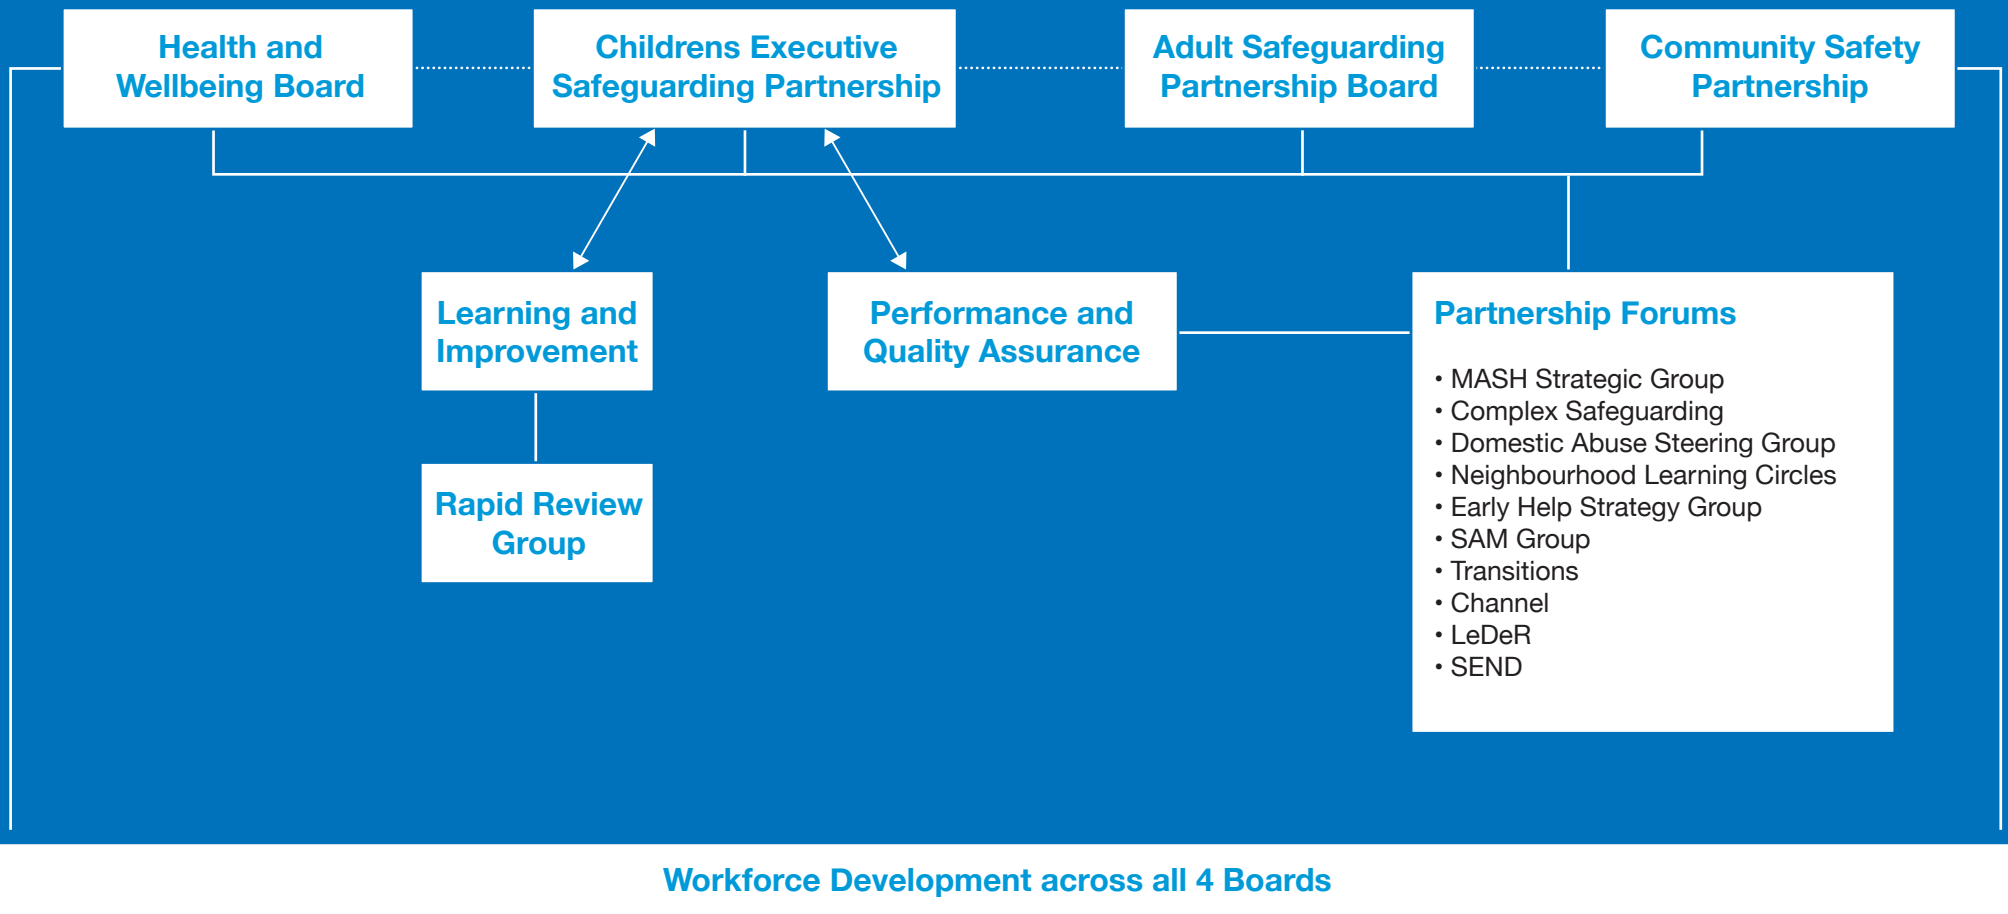 Health and
Wellbeing Board
Childrens Executive
Safeguarding Partnership
Adult Safeguarding
Partnership Board
Community Safety
Partnership
Learning and
Improvement
Performance and
Quality Assurance
Rapid Review
Group
Partnership Forums
• MASH Strategic Group
• Complex Safeguarding
• Domestic Abuse Steering Group
• Neighbourhood Learning Circles
• Early Help Strategy Group
• SAM Group
• Transitions
• Channel
• LeDeR
• SEND
Workforce Development across all 4 Boards